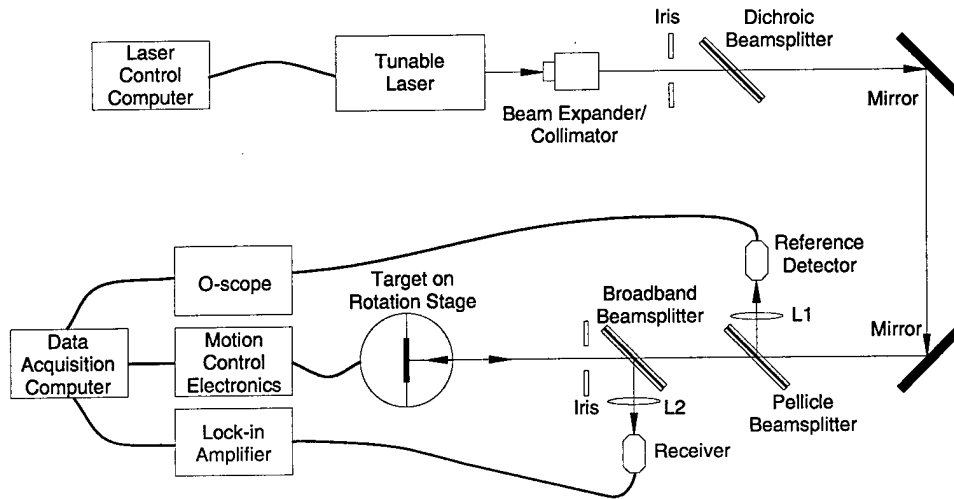 Iris
Dichroic
Beamsplitter
Laser
Control
Computer
Tunable
Laser
Beam Expander/
Collimator
Mirror
O-scope
Target on
Rotation Stage
Reference
Detector
Broadband
Beamsplitter
L1
Mirror
Data
Acquisition
Computer
Motion
Control
Electronics
Iris
L2
Pellicle
Beamsplitter
Lock-in
Amplifier
Receiver